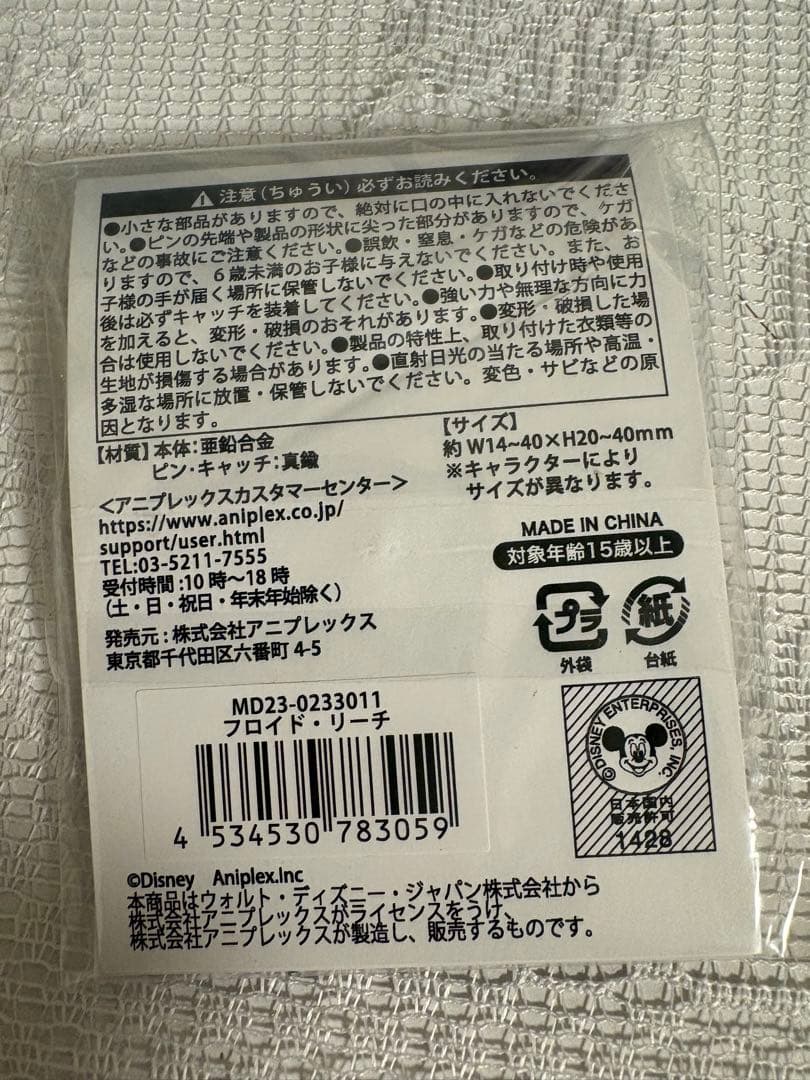 注意(ちゅうい)必ずお読みください。
●小さな部品がありますので、絶対に口の中に入れないでくださ
い。●ピンの先端や製品の形状に尖った部分がありますので、ケガ
などの事故にご注意ください。●誤飲・窒息・ケガなどの危険があ
りますので、6歳未満のお子様に与えないでください。また、お
子様の手が届く場所に保管しないでください。●取り付け時や使用
後は必ずキャッチを装着してください。●強い力や無理な方向に力
を加えると、変形・破損のおそれがあります。●変形・破損した場
合は使用しないでください。●製品の特性上、取り付けた衣類等の
生地が損傷する場合があります。●直射日光の当たる場所や高温・
多湿な場所に放置・保管しないでください。変色・サビなどの原
因となります。
【材質】本体:亜鉛合金
ピン・キャッチ:真鍮
【サイズ】
約 W14~40×H20~40mm
※キャラクターにより
サイズが異なります。
<アニプレックスカスタマーセンター>
https://www.aniplex.co.jp/
support/user.html
TEL:03-5211-7555
受付時間:10時~18時
(土・日・祝日・年末年始除く)
発売元:株式会社アニプレックス
東京都千代田区六番町4-5
MADE IN CHINA
対象年齢15歳以上
プラ
外袋
紙
台紙
MD23-0233011
フロイド・リーチ
4 534530 783059
©DISNEY ENTERPRISES, INC.
日本国内
販売許可
1428
©Disney Aniplex.Inc
本商品はウォルト・ディズニー・ジャパン株式会社から
株式会社アニプレックスがライセンスをうけ、
株式会社アニプレックスが製造し、販売するものです。